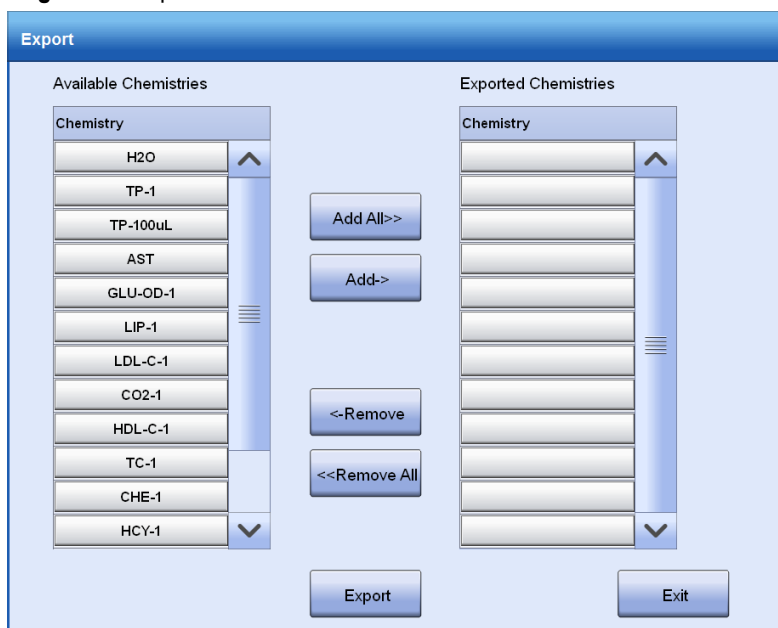 Export
Available Chemistries
Exported Chemistries
Chemistry
Chemistry
H2O
TP-1
TP-100uL
AST
GLU-OD-1
LIP-1
LDL-C-1
CO2-1
HDL-C-1
TC-1
CHE-1
HCY-1
Add All>>
Add->
<-Remove
<<Remove All
Export
Exit